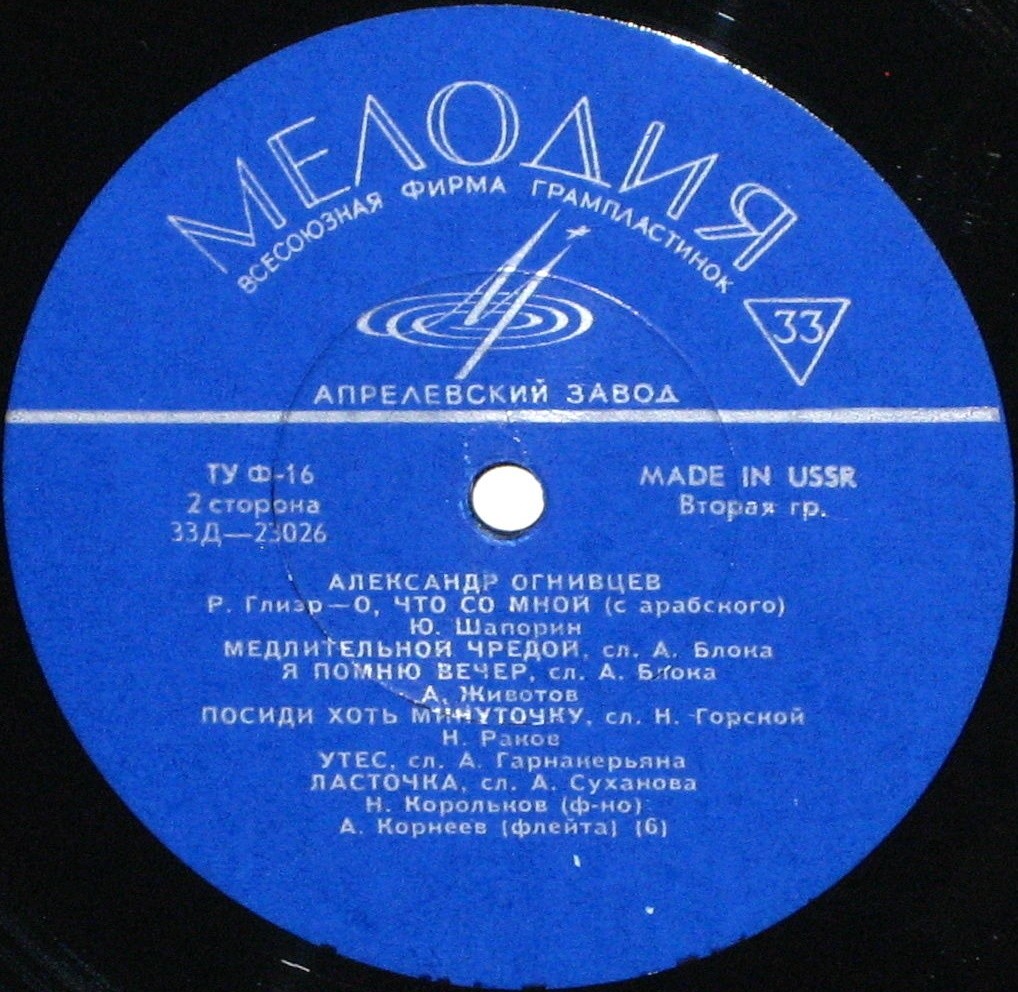 МЕЛОДИЯ
ВСЕСОЮЗНАЯ ФИРМА ГРАМПЛАСТИНОК
33
АПРЕЛЕВСКИЙ ЗАВОД
ТУ Ф-16
2 сторона
33Д—23026
MADE IN USSR
Вторая гр.
АЛЕКСАНДР ОГНИВЦЕВ
Р. Глиэр—О, ЧТО СО МНОЙ (с арабского)
Ю. Шапорин
МЕДЛИТЕЛЬНОЙ ЧРЕДОЙ, сл. А. Блока
Я ПОМНЮ ВЕЧЕР, сл. А. Блока
А. Животов
ПОСИДИ ХОТЬ МИНУТОЧКУ, сл. Н. Горской
Н. Раков
УТЕС, сл. А. Гарнакерьяна
ЛАСТОЧКА, сл. А. Суханова
Н. Корольков (ф-но)
А. Корнеев (флейта) (6)